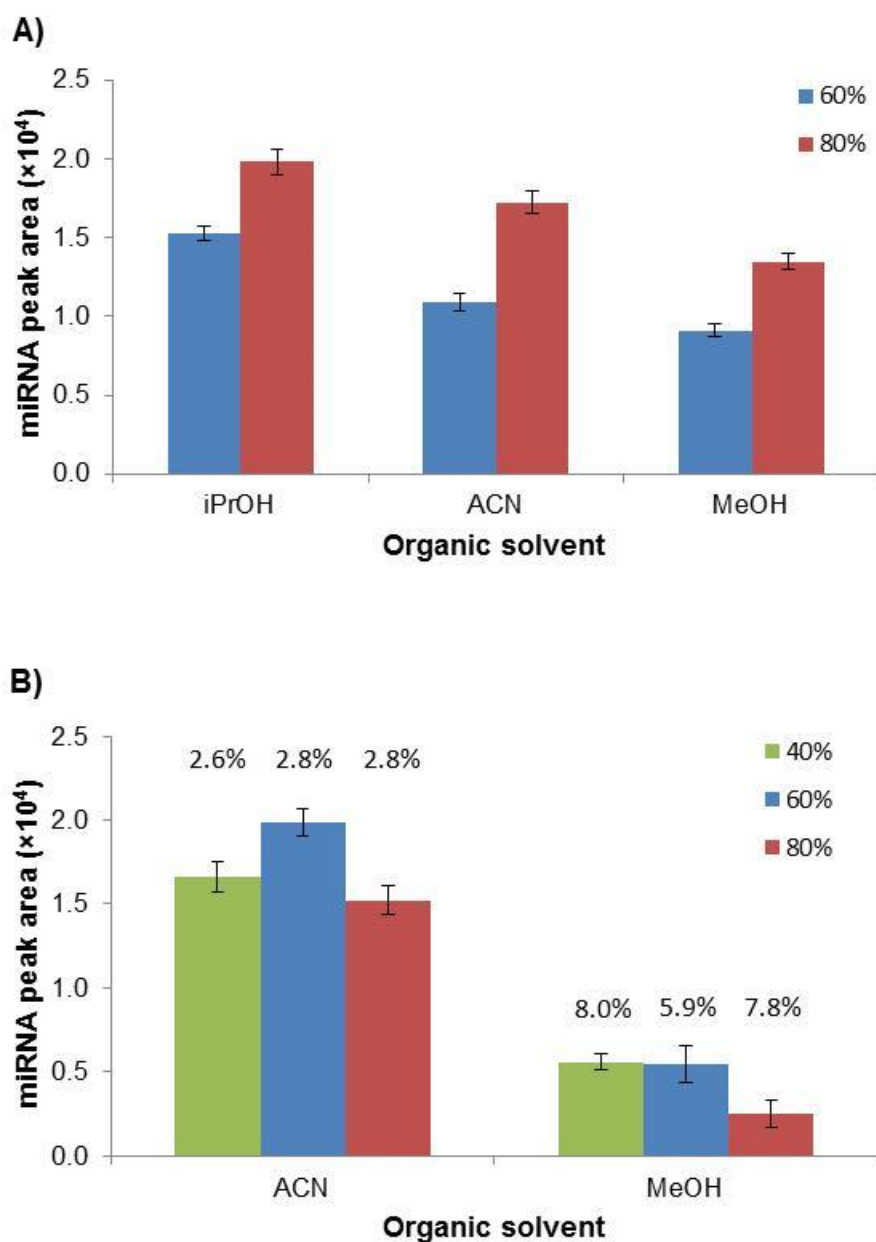 A)
miRNA peak area (×10⁴)
2.5
2.0
1.5
1.0
0.5
0.0
60%
80%
iPrOH ACN MeOH
Organic solvent
B)
miRNA peak area (×10⁴)
2.5
2.0
1.5
1.0
0.5
0.0
2.6% 2.8% 2.8%
8.0% 5.9% 7.8%
40%
60%
80%
ACN MeOH
Organic solvent